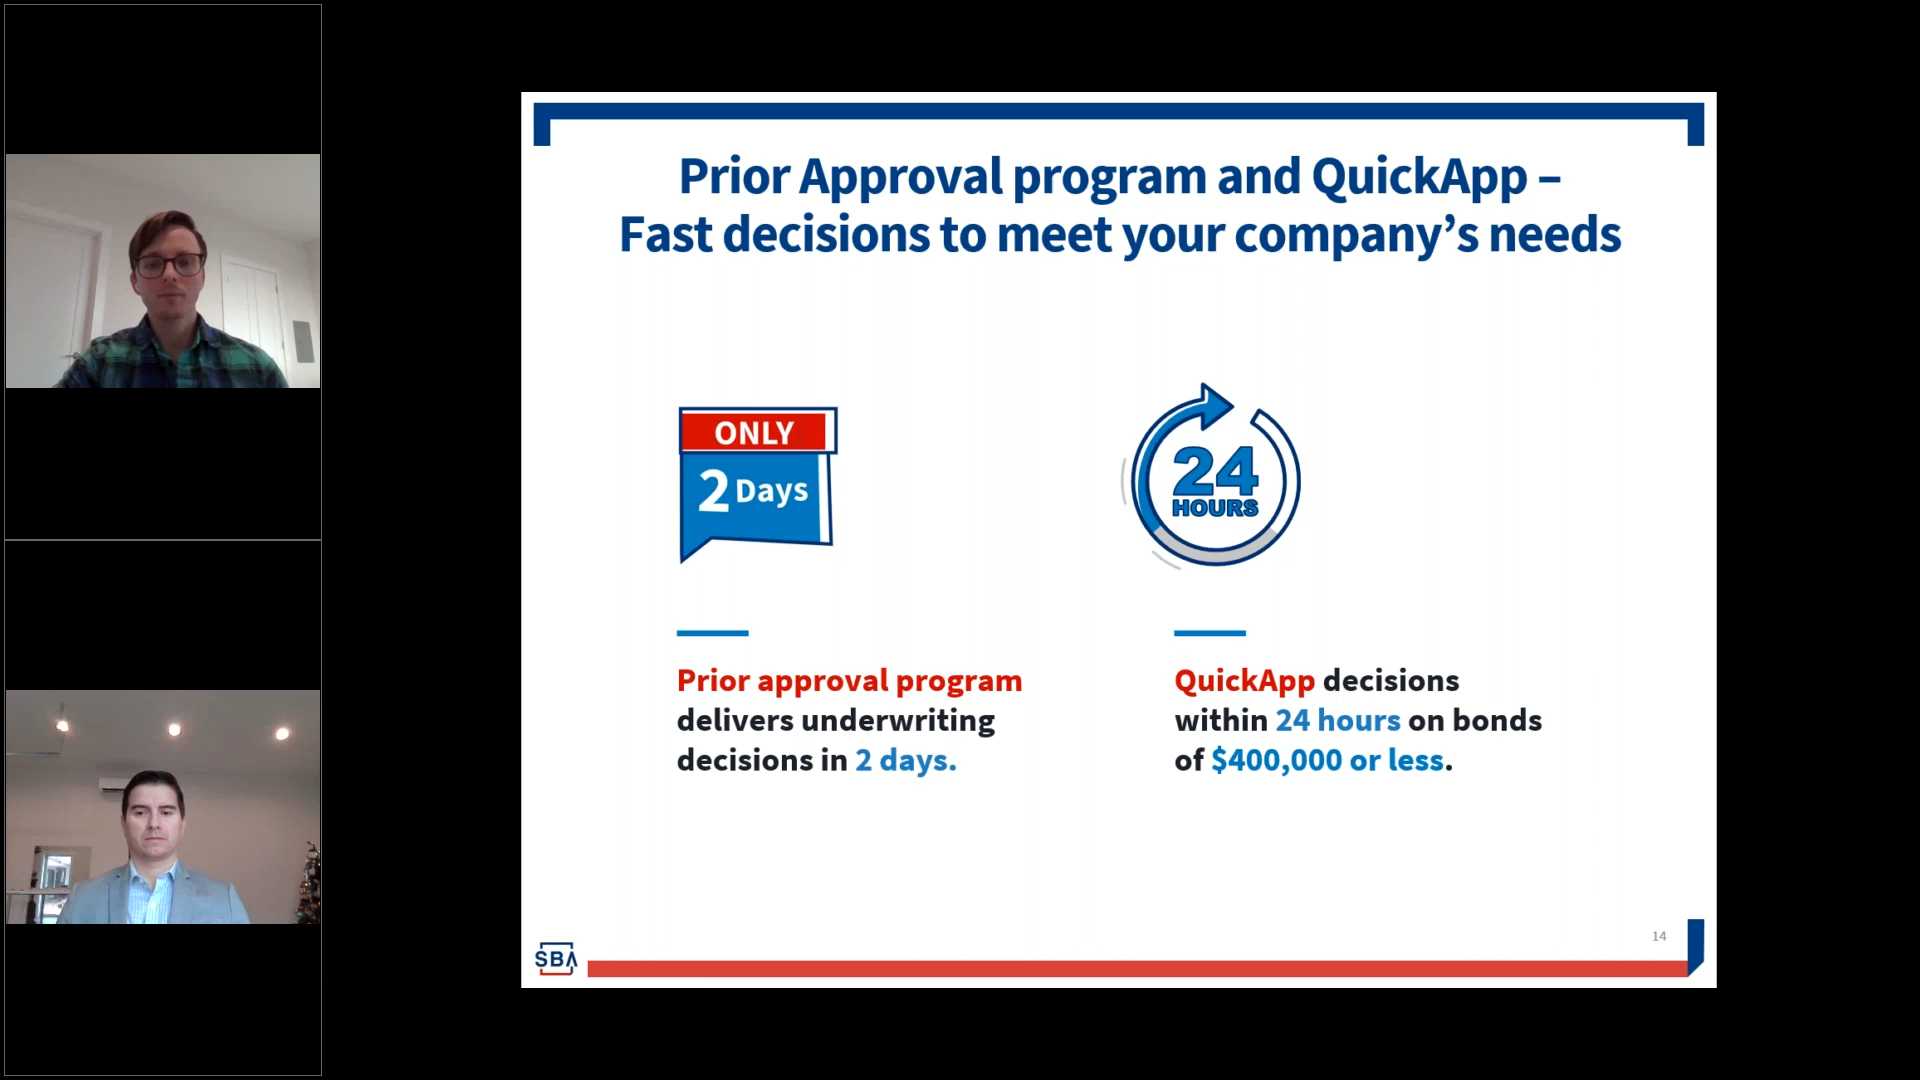 Prior Approval program and QuickApp –
Fast decisions to meet your company’s needs
ONLY
2 Days
24
HOURS
Prior approval program
delivers underwriting
decisions in 2 days.
QuickApp decisions
within 24 hours on bonds
of $400,000 or less.
14
SBA